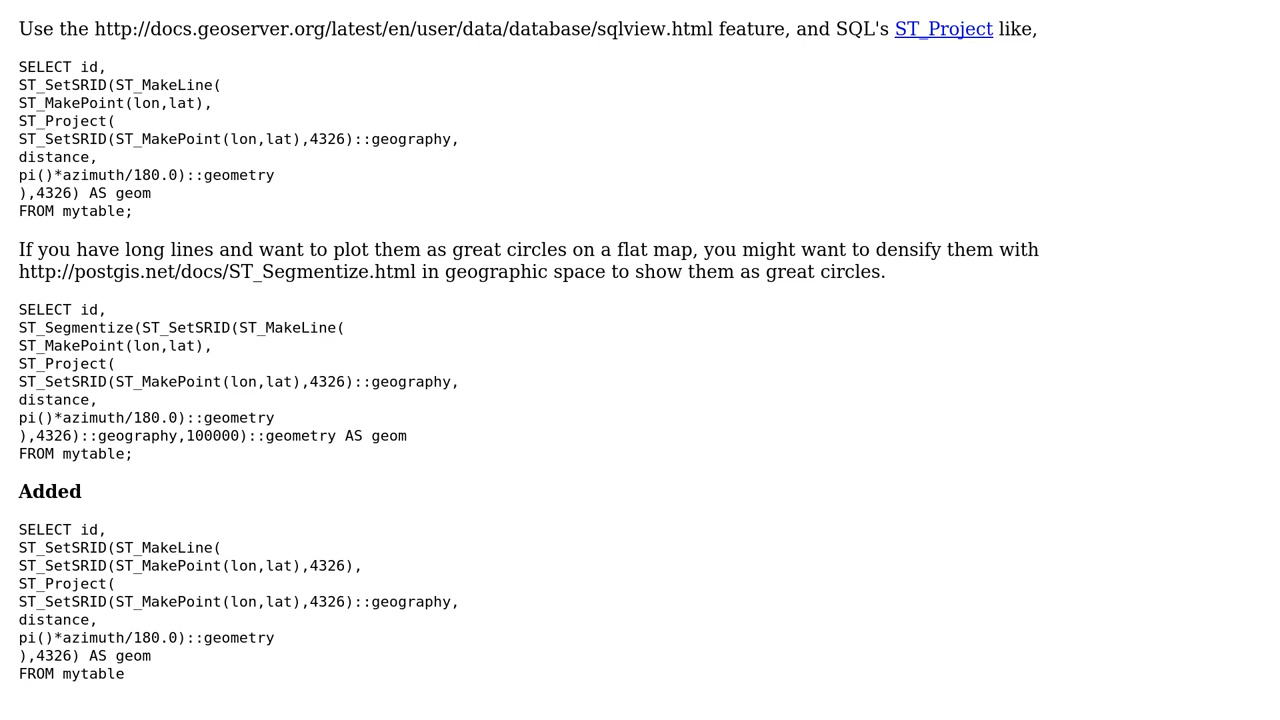 Use the http://docs.geoserver.org/latest/en/user/data/database/sqlview.html feature, and SQL's ST_Project like,
SELECT id,
ST_SetSRID(ST_MakeLine(
ST_MakePoint(lon,lat),
ST_Project(
ST_SetSRID(ST_MakePoint(lon,lat),4326)::geography,
distance,
pi()*azimuth/180.0)::geometry
),4326) AS geom
FROM mytable;
If you have long lines and want to plot them as great circles on a flat map, you might want to densify them with
http://postgis.net/docs/ST_Segmentize.html in geographic space to show them as great circles.
SELECT id,
ST_Segmentize(ST_SetSRID(ST_MakeLine(
ST_MakePoint(lon,lat),
ST_Project(
ST_SetSRID(ST_MakePoint(lon,lat),4326)::geography,
distance,
pi()*azimuth/180.0)::geometry
),4326)::geography,100000)::geometry AS geom
FROM mytable;
Added
SELECT id,
ST_SetSRID(ST_MakeLine(
ST_SetSRID(ST_MakePoint(lon,lat),4326),
ST_Project(
ST_SetSRID(ST_MakePoint(lon,lat),4326)::geography,
distance,
pi()*azimuth/180.0)::geometry
),4326) AS geom
FROM mytable